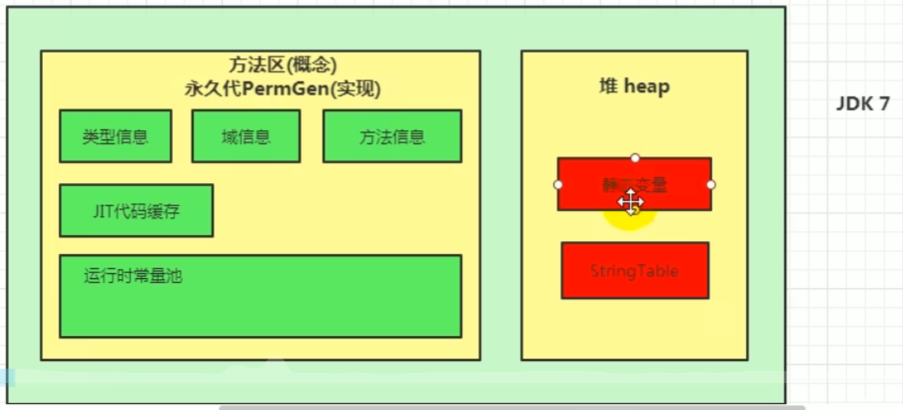 方法区(概念)
永久代PermGen(实现)
类型信息
域信息
方法信息
JIT代码缓存
运行时常量池
堆 heap
变量
StringTable
JDK 7